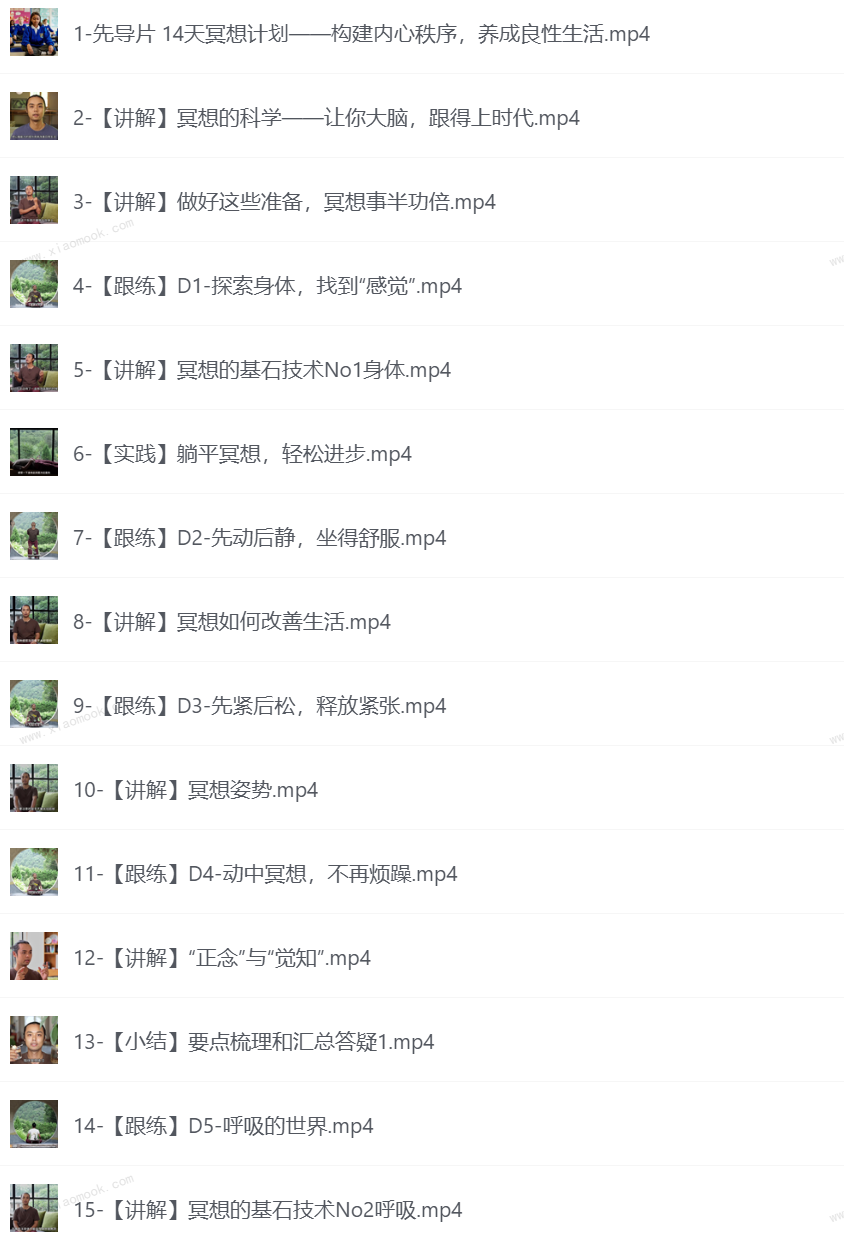 1-先导片 14天冥想计划——构建内心秩序，养成良性生活.mp4
2-【讲解】冥想的科学——让你大脑，跟得上时代.mp4
3-【讲解】做好这些准备，冥想事半功倍.mp4
www.xiaomook.com
4-【跟练】D1-探索身体，找到“感觉”.mp4
5-【讲解】冥想的基石技术No1身体.mp4
6-【实践】躺平冥想，轻松进步.mp4
7-【跟练】D2-先动后静，坐得舒服.mp4
8-【讲解】冥想如何改善生活.mp4
9-【跟练】D3-先紧后松，释放紧张.mp4
www.xiaomook.com
10-【讲解】冥想姿势.mp4
11-【跟练】D4-动中冥想，不再烦躁.mp4
12-【讲解】“正念”与“觉知”.mp4
13-【小结】要点梳理和汇总答疑1.mp4
14-【跟练】D5-呼吸的世界.mp4
15-【讲解】冥想的基石技术No2呼吸.mp4